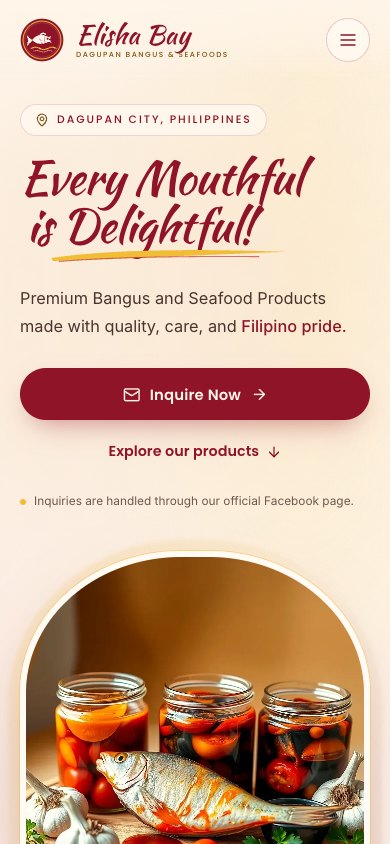 Elisha Bay
DAGUPAN BANGUS & SEAFOODS
DAGUPAN CITY, PHILIPPINES
Every Mouthful
is Delightful!
Premium Bangus and Seafood Products
made with quality, care, and Filipino pride.
Inquire Now
Explore our products
Inquiries are handled through our official Facebook page.